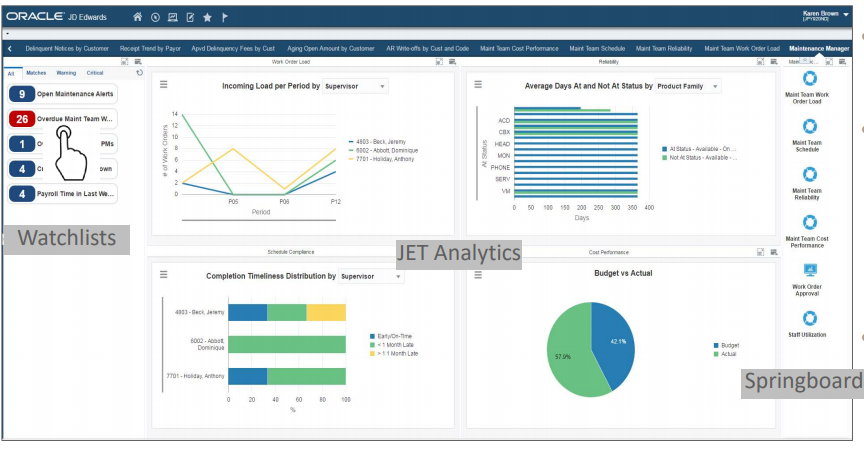 ORACLE JD Edwards
Karen Brown
[JPY920ND]
Delinquent Notices by Customer Receipt Trend by Payor Apvd Delinquency Fees by Cust Aging Open Amount by Customer AR Write-offs by Cust and Code Maint Team Cost Performance Maint Team Schedule Maint Team Reliability Maint Team Work Order Load Maintenance Manager
Work Order Load
Reliability
All Matches Warning Critical
9 Open Maintenance Alerts
26 Overdue Maint Team W...
1 PMs
4 own
4 Payroll Time in Last We...
Watchlists
Incoming Load per Period by Supervisor
# of Work Orders
14
12
10
8
6
4
2
0
P05 P06 P12
Period
4803 - Beck, Jeremy
6002 - Abbott, Dominique
7701 - Holiday, Anthony
Average Days At and Not At Status by Product Family
At Status
ACD
CBX
HEAD
MON
PHONE
SERV
VM
0 50 100 150 200 250 300 350 400
Days
At Status - Available - On ...
Not At Status - Available - ...
JET Analytics
Schedule Compliance
Cost Performance
Completion Timeliness Distribution by Supervisor
4803 - Beck, Jeremy
6002 - Abbott,
Dominique
7701 - Holiday, Anthony
0 20 40 60 80 100
%
Early/On-Time
< 1 Month Late
> 1 1 Month Late
Budget vs Actual
42.1%
57.9%
Budget
Actual
Maint Team Work
Order Load
Maint Team
Schedule
Maint Team
Reliability
Maint Team Cost
Performance
Work Order
Approval
Staff Utilization
Springboard